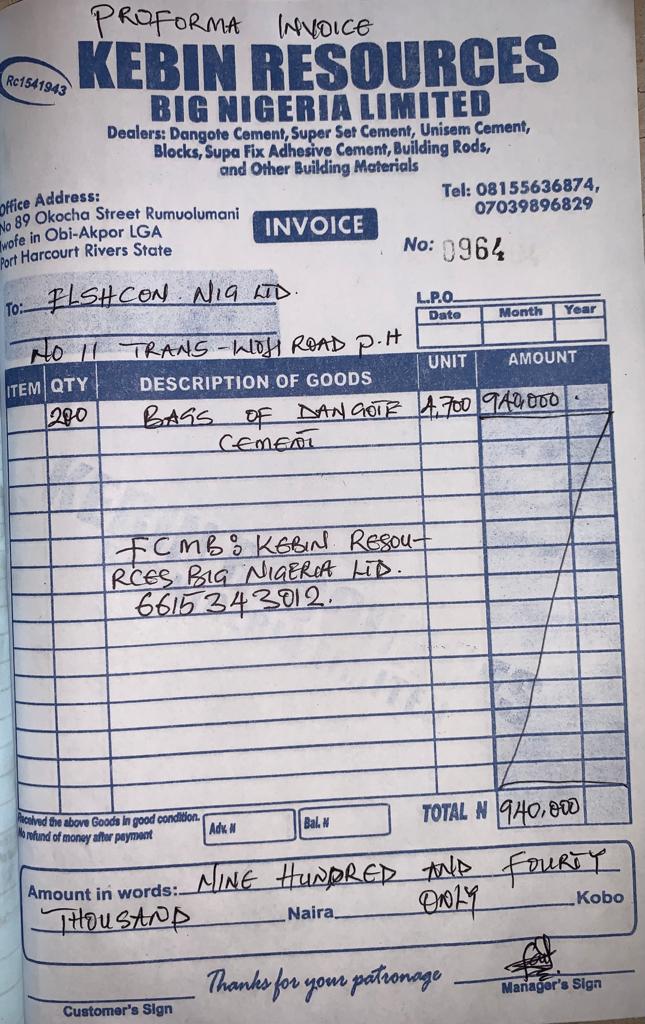 PROFORMA INVOICE
Rc1541943
KEBIN RESOURCES
BIG NIGERIA LIMITED
Dealers: Dangote Cement, Super Set Cement, Unisem Cement,
Blocks, Supa Fix Adhesive Cement, Building Rods,
and Other Building Materials
Office Address:
No 89 Okocha Street Rumuolumani
Iwofe in Obi-Akpor LGA
Port Harcourt Rivers State
INVOICE
Tel: 08155636874,
07039896829
No: 0964
To: ELSHCON NIG LTD.
NO 11 TRANS-WOJI ROAD P.H
L.P.O
Date Month Year
ITEM QTY DESCRIPTION OF GOODS UNIT AMOUNT
200 BAGS OF DANGOTE 4,700 940,000
CEMENT
FCMB: KEBIN RESOU-
RCES BIG NIGERIA LTD.
6615343012.
Received the above Goods in good condition.
No refund of money after payment
Adv. N
Bal. N
TOTAL N 940,000
Amount in words: NINE HUNDRED AND FOURTY
THOUSAND Naira ONLY Kobo
Thanks for your patronage
Customer's Sign
Manager's Sign